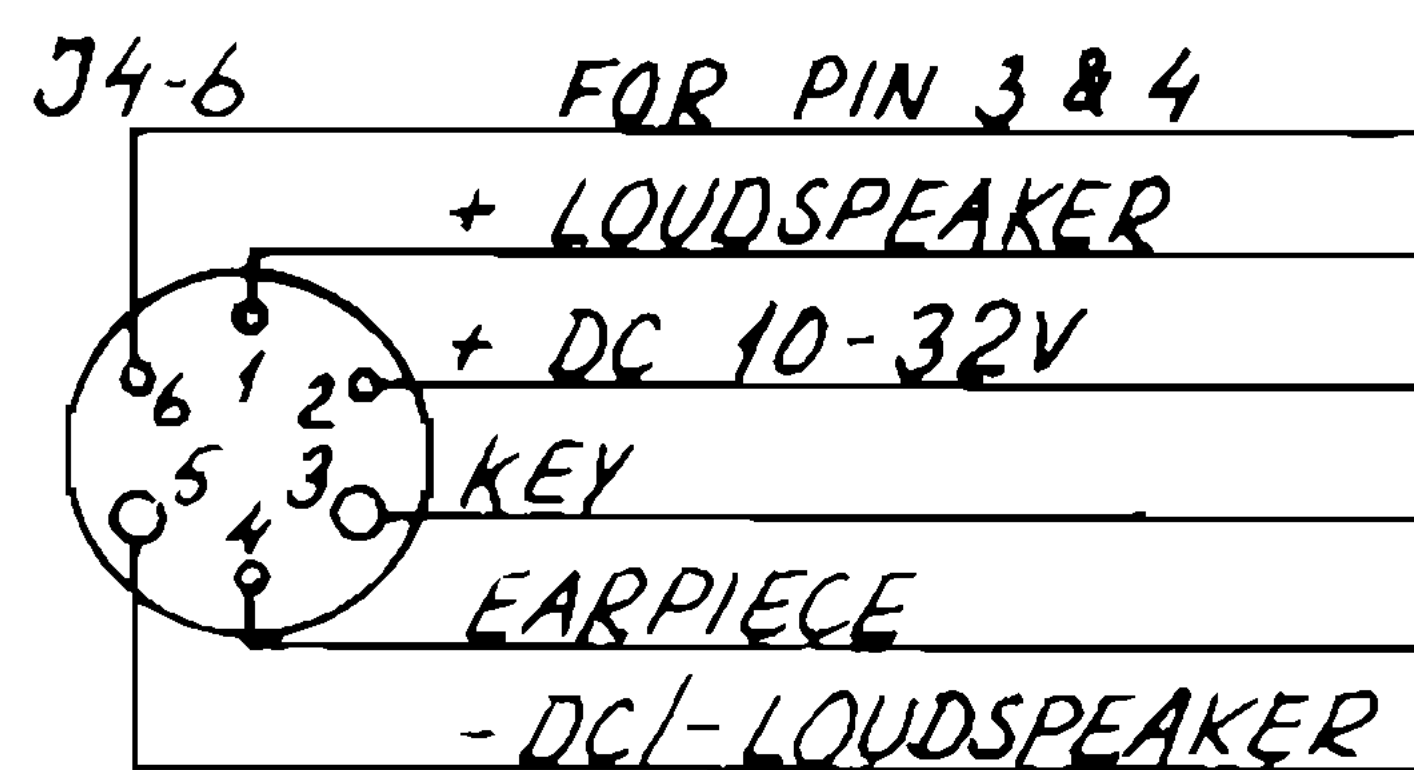 J4-6
FOR PIN 3 & 4
+ LOUDSPEAKER
+ DC 10-32V
6 1 2
KEY
5 3
4
EARPIECE
- DC/- LOUDSPEAKER